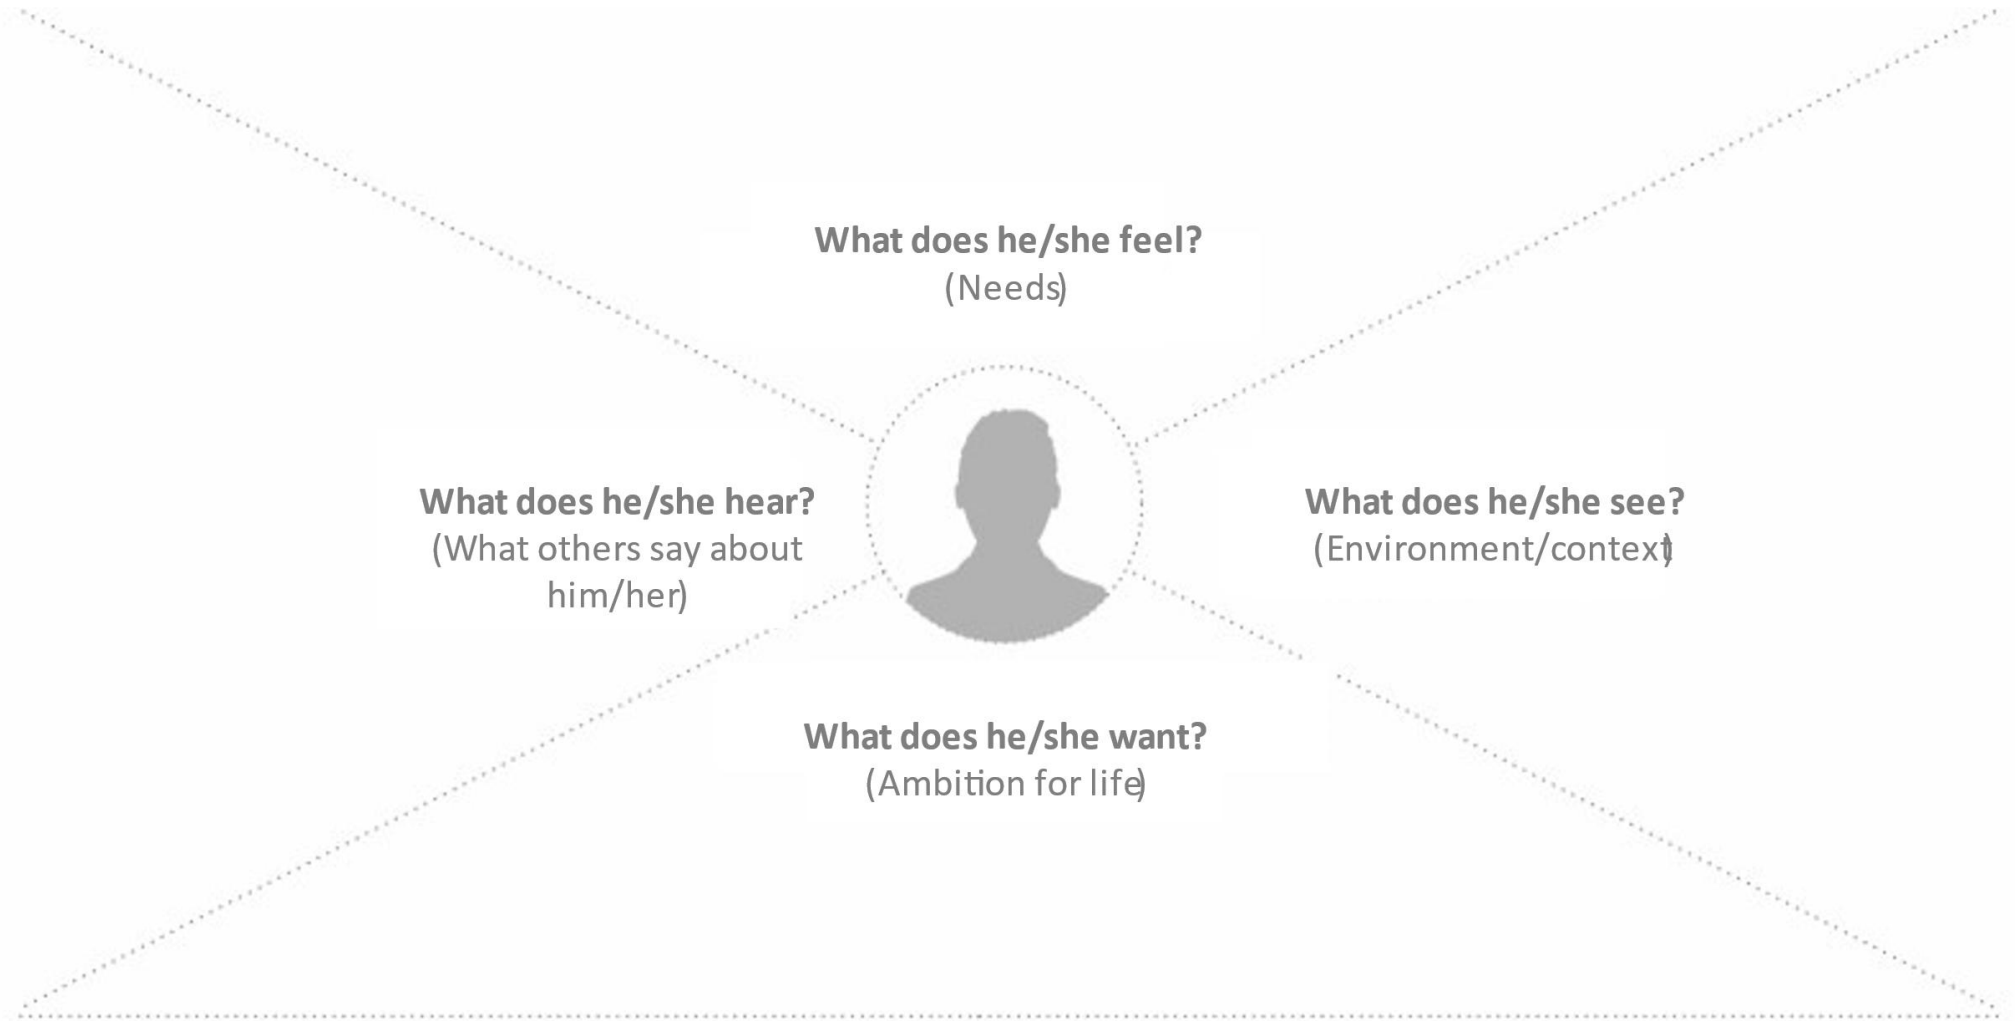 What does he/she feel?
(Needs)
What does he/she hear?
(What others say about
him/her)
What does he/she see?
(Environment/context)
What does he/she want?
(Ambition for life)